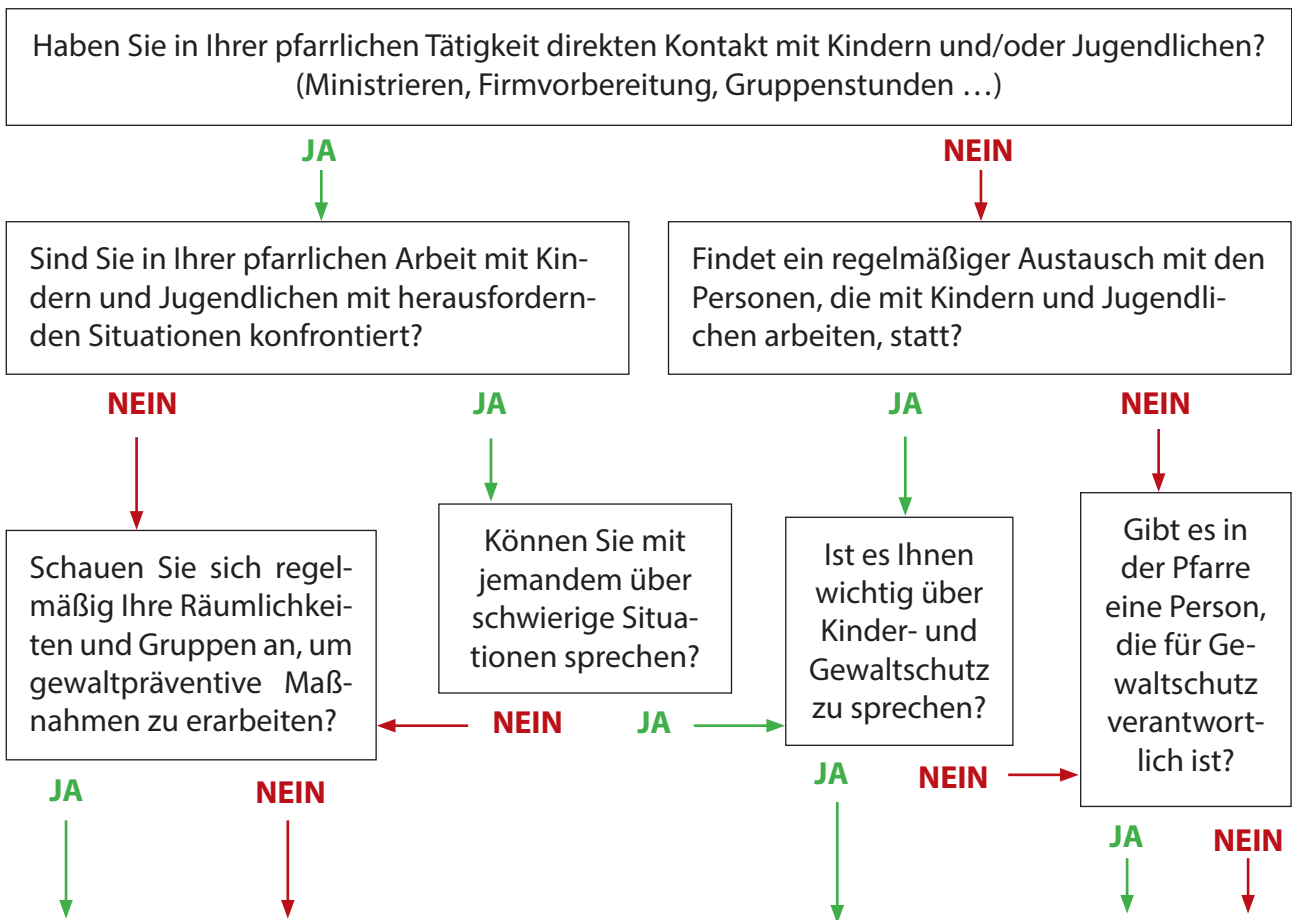 Haben Sie in Ihrer pfarrlichen Tätigkeit direkten Kontakt mit Kindern und/oder Jugendlichen?
(Ministrieren, Firmvorbereitung, Gruppenstunden …)
JA
NEIN
Sind Sie in Ihrer pfarrlichen Arbeit mit Kin-
dern und Jugendlichen mit herausfordern-
den Situationen konfrontiert?
Findet ein regelmäßiger Austausch mit den
Personen, die mit Kindern und Jugendli-
chen arbeiten, statt?
NEIN
JA
JA
NEIN
Schauen Sie sich regel-
mäßig Ihre Räumlichkei-
ten und Gruppen an, um
gewaltpräventive Maß-
nahmen zu erarbeiten?
Können Sie mit
jemandem über
schwierige Situa-
tionen sprechen?
Ist es Ihnen
wichtig über
Kinder- und
Gewaltschutz
zu sprechen?
Gibt es in
der Pfarre
eine Person,
die für Ge-
waltschutz
verantwort-
lich ist?
NEIN
JA
JA
NEIN
JA
NEIN
JA
NEIN